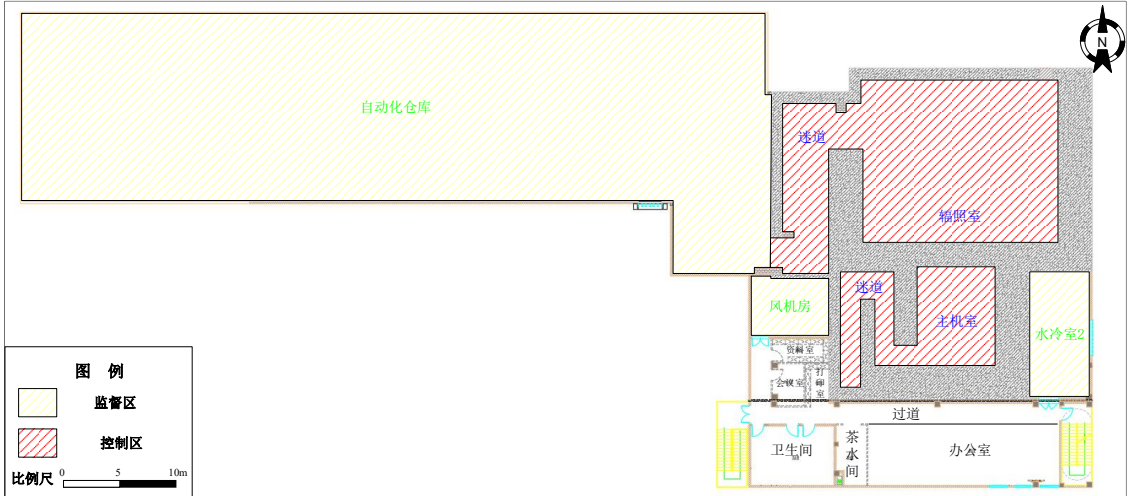 N
自动化仓库
迷道
辐照室
迷道
主机室
风机房
水冷室2
资料室
会议室
打印室
过道
卫生间
茶水间
办公室
图 例
监督区
控制区
比例尺
0 5 10m